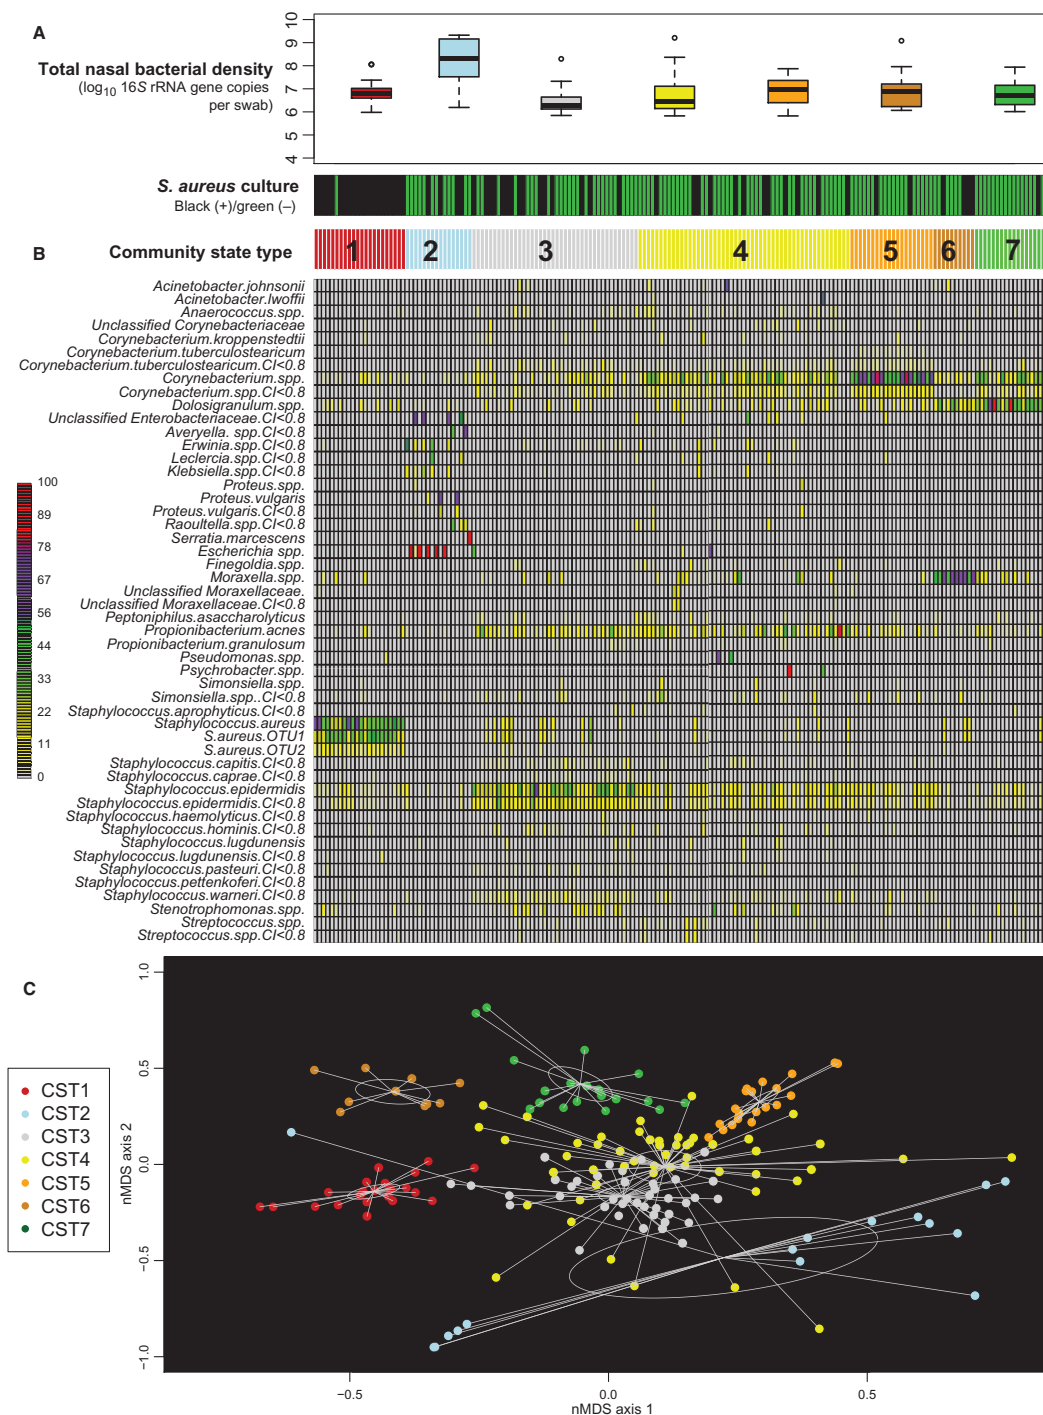 A
Total nasal bacterial density
(log10 16S rRNA gene copies
per swab)
10
9
8
7
6
5
4
S. aureus culture
Black (+)/green (–)
B
Community state type
1 2 3 4 5 6 7
Acinetobacter.johnsonii
Acinetobacter.lwoffii
Anaerococcus.spp.
Unclassified Corynebacteriaceae
Corynebacterium.kroppenstedtii
Corynebacterium.tuberculostearicum
Corynebacterium.tuberculostearicum.CI<0.8
Corynebacterium.spp.
Corynebacterium.spp.CI<0.8
Dolosigranulum.spp.
Unclassified Enterobacteriaceae.CI<0.8
Averyella. spp.CI<0.8
Erwinia.spp.CI<0.8
Leclercia.spp.CI<0.8
Klebsiella.spp.CI<0.8
Proteus.spp.
Proteus.vulgaris
Proteus.vulgaris.CI<0.8
Raoultella.spp.CI<0.8
Serratia.marcescens
Escherichia spp.
Finegoldia.spp.
Moraxella.spp.
Unclassified Moraxellaceae.
Unclassified Moraxellaceae.CI<0.8
Peptoniphilus.asaccharolyticus
Propionibacterium.acnes
Propionibacterium.granulosum
Pseudomonas.spp.
Psychrobacter.spp.
Simonsiella.spp.
Simonsiella.spp..CI<0.8
Staphylococcus.aprophyticus.CI<0.8
Staphylococcus.aureus
S.aureus.OTU1
S.aureus.OTU2
Staphylococcus.capitis.CI<0.8
Staphylococcus.caprae.CI<0.8
Staphylococcus.epidermidis
Staphylococcus.epidermidis.CI<0.8
Staphylococcus.haemolyticus.CI<0.8
Staphylococcus.hominis.CI<0.8
Staphylococcus.lugdunensis
Staphylococcus.lugdunensis.CI<0.8
Staphylococcus.pasteuri.CI<0.8
Staphylococcus.pettenkoferi.CI<0.8
Staphylococcus.warneri.CI<0.8
Stenotrophomonas.spp.
Streptococcus.spp.
Streptococcus.spp.CI<0.8
100
89
78
67
56
44
33
22
11
0
C
CST1
CST2
CST3
CST4
CST5
CST6
CST7
nMDS axis 2
1.0
0.5
0.0
−0.5
−1.0
−0.5 0.0 0.5
nMDS axis 1